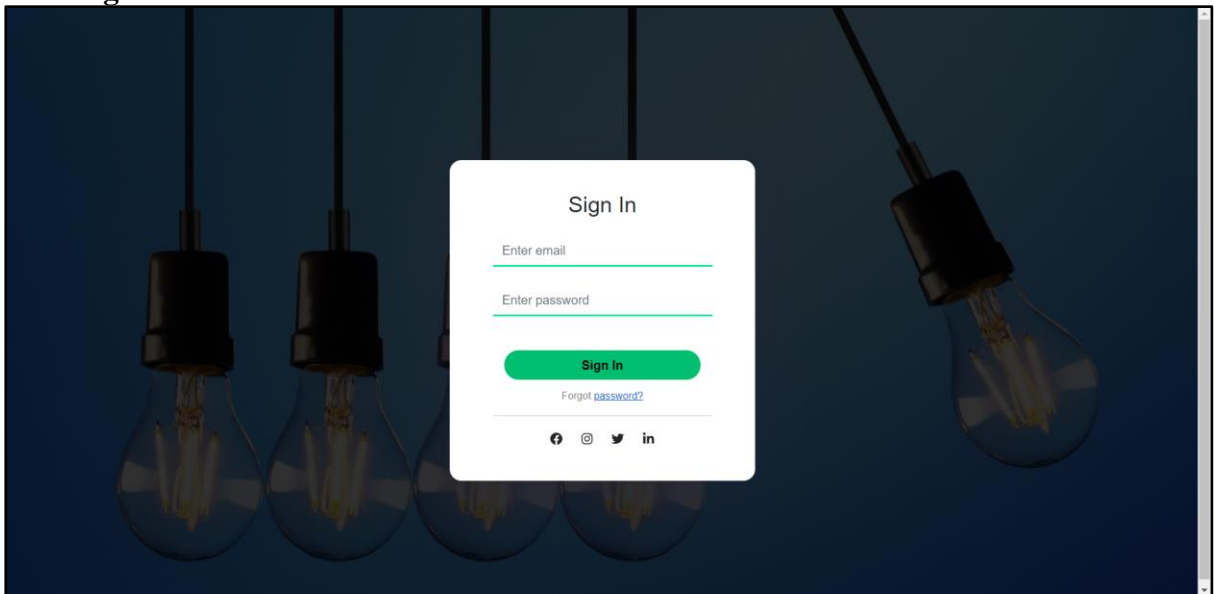 Sign In
Enter email
Enter password
Sign In
Forgot password?
in